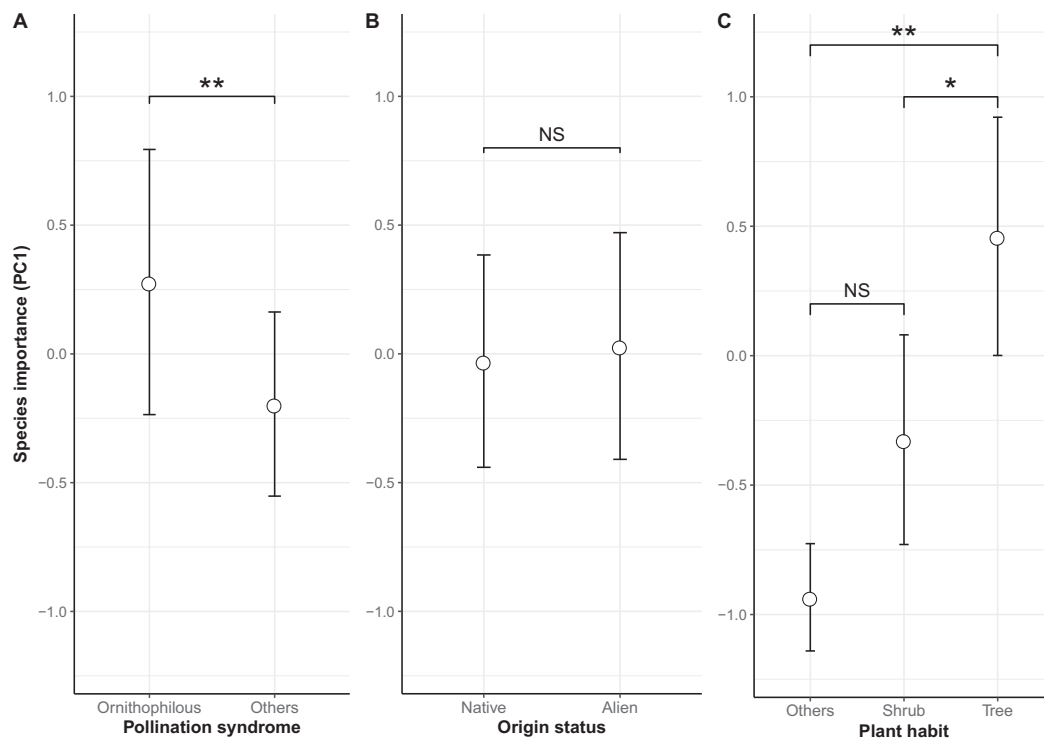 A
B
C
**
NS
**
*
NS
Species importance (PC1)
1.0
0.5
0.0
−0.5
−1.0
1.0
0.5
0.0
−0.5
−1.0
1.0
0.5
0.0
−0.5
−1.0
Ornithophilous Others
Pollination syndrome
Native Alien
Origin status
Others Shrub Tree
Plant habit